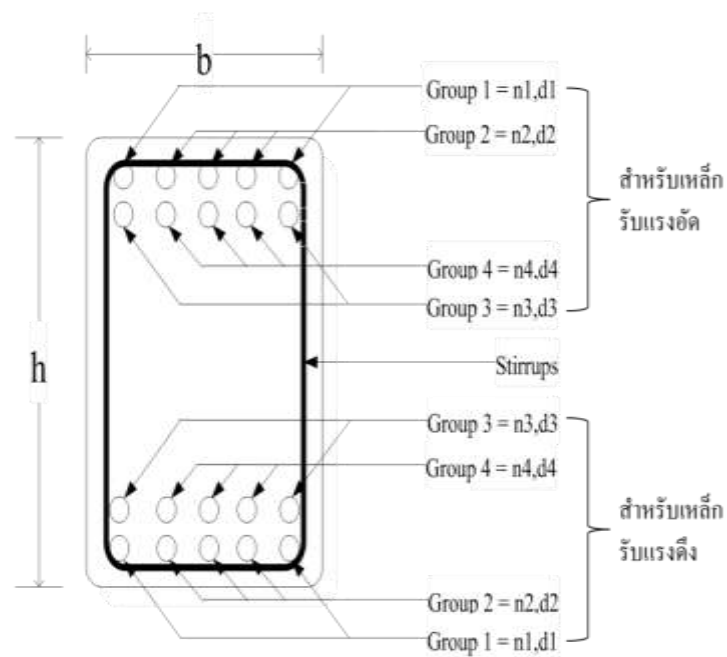 b
Group 1 = n1,d1
Group 2 = n2,d2
สำหรับเหล็ก
รับแรงอัด
Group 4 = n4,d4
Group 3 = n3,d3
h
Stirrups
Group 3 = n3,d3
Group 4 = n4,d4
สำหรับเหล็ก
รับแรงดึง
Group 2 = n2,d2
Group 1 = n1,d1